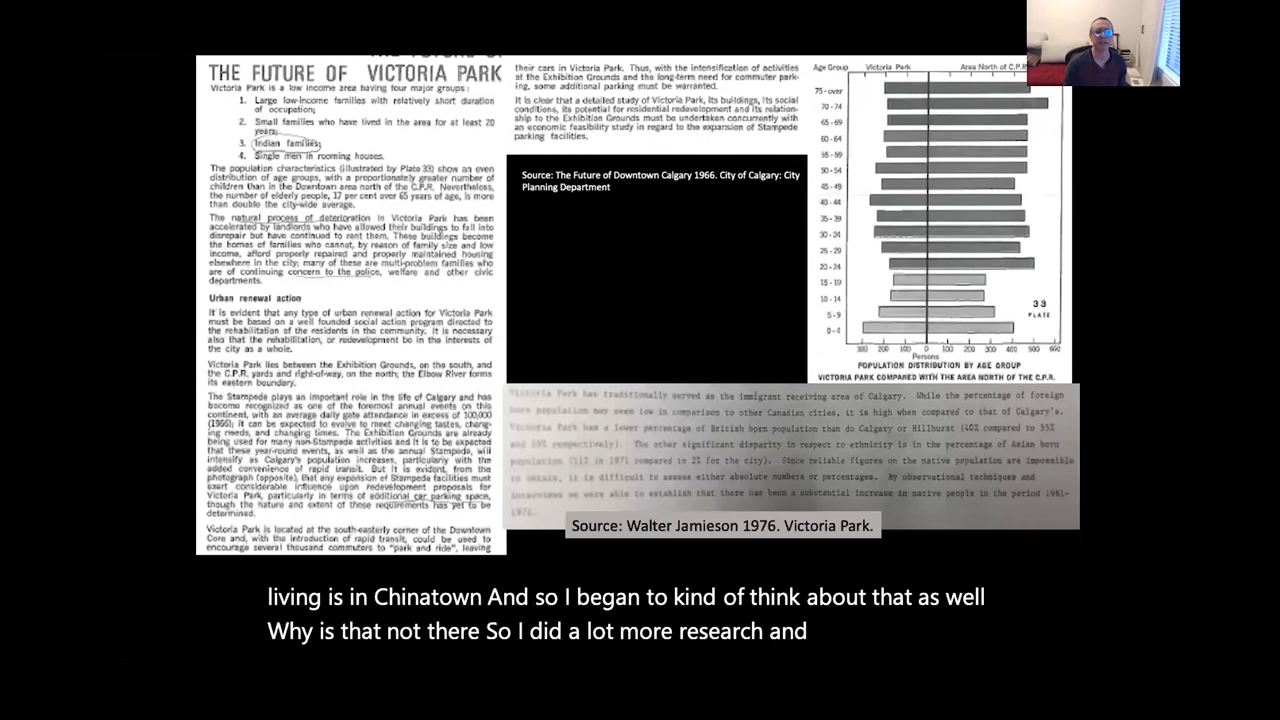 THE FUTURE OF VICTORIA PARK
Victoria Park is a low income area having four major groups:
1. Large low-income families with relatively short duration
of occupation;
2. Small families who have lived in the area for at least 20
years;
3. Indian families;
4. Single men in rooming houses.
The population characteristics (illustrated by Plate 33) show an even
distribution of age groups, with a proportionately greater number of
children than in the Downtown area north of the C.P.R. Nevertheless,
the number of elderly people, 17 per cent over 65 years of age, is more
than double the city-wide average.
The natural process of deterioration in Victoria Park has been
accelerated by landlords who have allowed their buildings to fall into
disrepair but have continued to rent them. These buildings become
the homes of families who cannot, by reason of family size and low
income, afford properly repaired and properly maintained housing
elsewhere in the city; many of these are multi-problem families who
are of continuing concern to the police, welfare and other civic
departments.
Urban renewal action
It is evident that any type of urban renewal action for Victoria Park
must be based on a well founded social action program directed to
the rehabilitation of the residents in the community. It is necessary
also that the rehabilitation, or redevelopment be in the interests of
the city as a whole.
Victoria Park lies between the Exhibition Grounds, on the south, and
the C.P.R. yards and right-of-way, on the north; the Elbow River forms
its eastern boundary.
The Stampede plays an important role in the life of Calgary and has
become recognized as one of the foremost annual events on this
continent, with an average daily gate attendance in excess of 100,000
(1966); it can be expected to evolve to meet changing tastes, chang-
ing needs, and changing times. The Exhibition Grounds are already
being used for many non-Stampede activities and it is to be expected
that these year-round events, as well as the annual Stampede, will
intensify as Calgary's population increases, particularly with the
added convenience of rapid transit. But it is evident, from the
photograph (opposite), that any expansion of Stampede facilities must
exert considerable influence upon redevelopment proposals for
Victoria Park, particularly in terms of additional car parking space,
though the nature and extent of these requirements has yet to be
determined.
Victoria Park is located at the south-easterly corner of the Downtown
Core and, with the introduction of rapid transit, could be used to
encourage several thousand commuters to "park and ride", leaving
their cars in Victoria Park. Thus, with the intensification of activities
at the Exhibition Grounds and the long-term need for commuter park-
ing, some additional parking must be warranted.
It is clear that a detailed study of Victoria Park, its buildings, its social
conditions, its potential for residential redevelopment and its relation-
ship to the Exhibition Grounds must be undertaken concurrently with
an economic feasibility study in regard to the expansion of Stampede
parking facilities.
Source: The Future of Downtown Calgary 1966. City of Calgary: City
Planning Department
Age Group Victoria Park Area North of C.P.R.
75-over
70-74
65-69
60-64
55-59
50-54
45-49
40-44
35-39
30-34
25-29
20-24
15-19
10-14
5-9
0-4
33
PLATE
300 200 100 0 100 200 300 400 500 600
Persons
POPULATION DISTRIBUTION BY AGE GROUP
VICTORIA PARK COMPARED WITH THE AREA NORTH OF THE C.P.R.
Victoria Park has traditionally served as the immigrant receiving area of Calgary. While the percentage of foreign
born population may seem low in comparison to other Canadian cities, it is high when compared to that of Calgary's.
Victoria Park has a lower percentage of British born population than do Calgary or Hillhurst (40% compared to 55%
and 59% respectively). The other significant disparity in respect to ethnicity is in the percentage of Asian born
population (11% in 1971 compared to 2% for the city). Since reliable figures on the native population are impossible
to obtain, it is difficult to assess either absolute numbers or percentages. By observational techniques and
interviews we were able to establish that there has been a substantial increase in native people in the period 1961-
1971.
Source: Walter Jamieson 1976. Victoria Park.
living is in Chinatown And so I began to kind of think about that as well
Why is that not there So I did a lot more research and